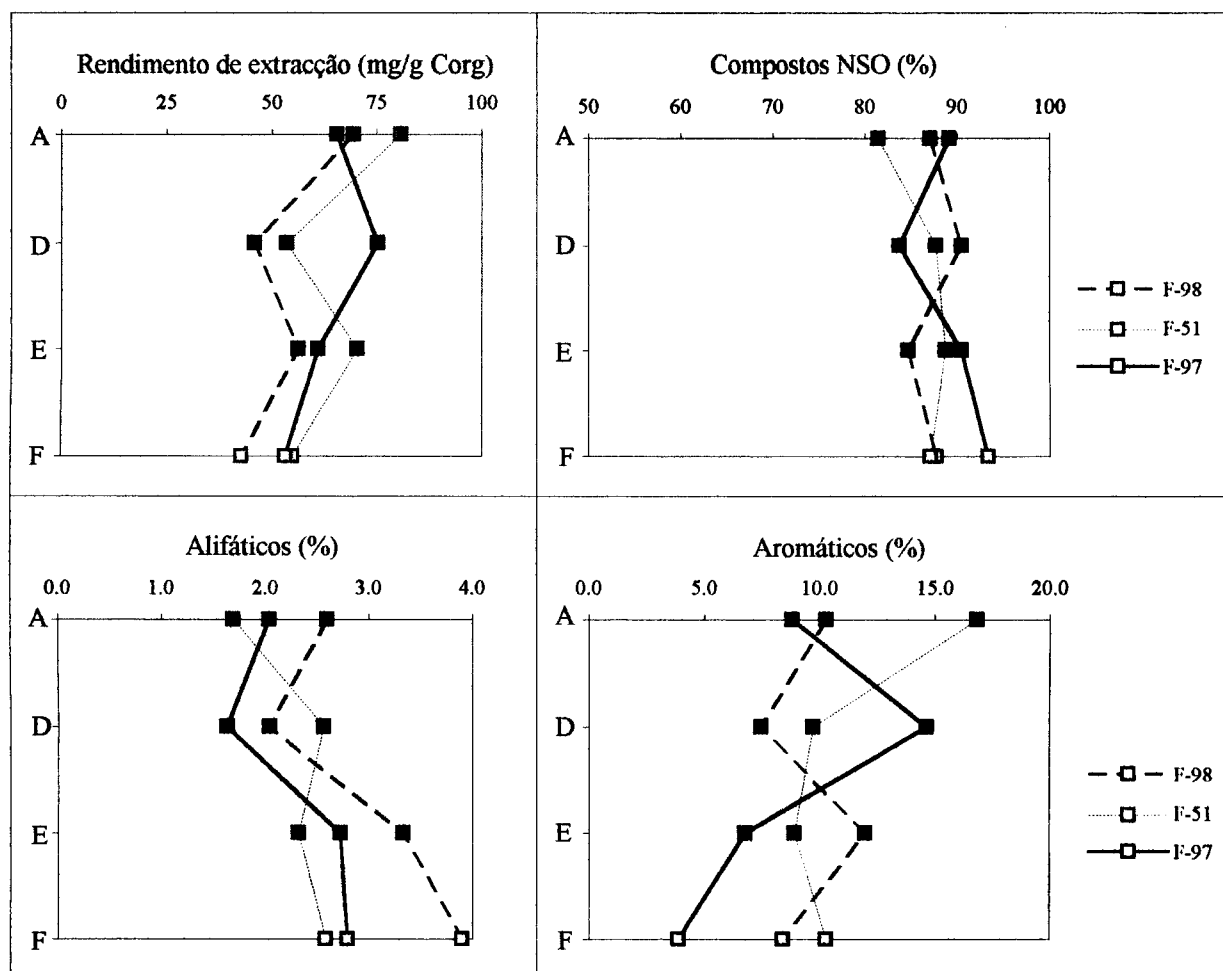 Rendimento de extracção (mg/g Corg)
0 25 50 75 100
A
D
E
F
Compostos NSO (%)
50 60 70 80 90 100
A
D
E
F
F-98
F-51
F-97
Alifáticos (%)
0.0 1.0 2.0 3.0 4.0
A
D
E
F
Aromáticos (%)
0.0 5.0 10.0 15.0 20.0
A
D
E
F
F-98
F-51
F-97